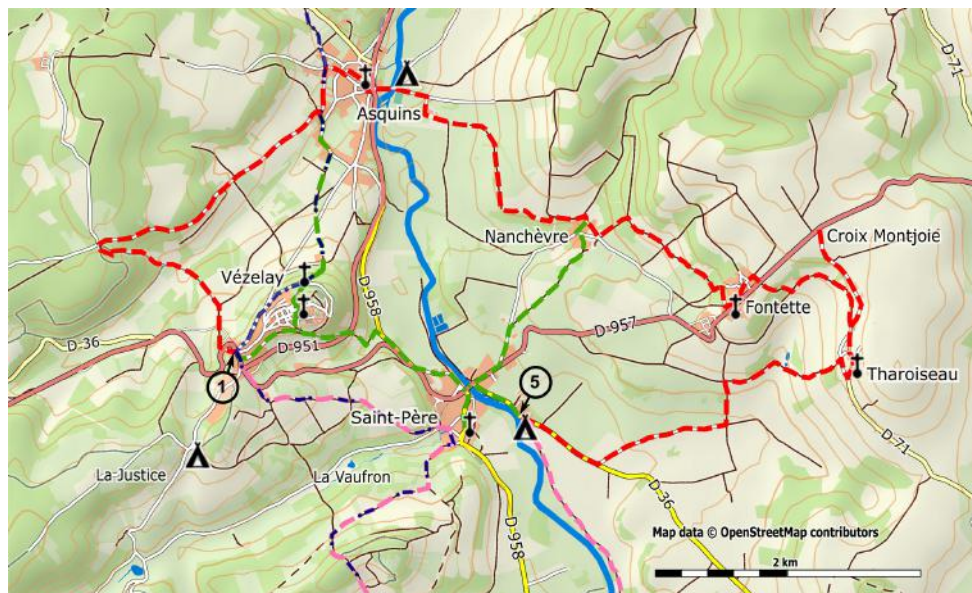 D 71
Asquins
Nanchèvre
Croix Montjoie
Vézelay
D 958
Fontette
D 957
D 36
D 951
1
5
Tharoiseau
Saint-Père
D 71
La Justice
La Vaufron
D 36
D 958
Map data © OpenStreetMap contributors
2 km